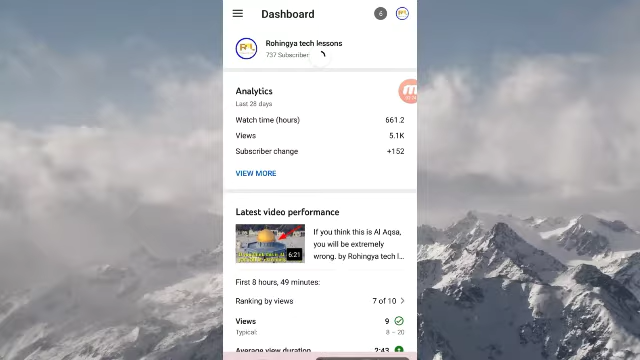 Dashboard
6
Rohingya tech lessons
737 Subscriber
Analytics
Last 28 days
Watch time (hours) 661.2
Views 5.1K
Subscriber change +152
VIEW MORE
Latest video performance
If you think this is Al Aqsa,
you will be extremely
wrong. by Rohingya tech l...
6:21
First 8 hours, 49 minutes:
Ranking by views 7 of 10
Views 9
Typical: 3 – 20
Average view duration 2:43